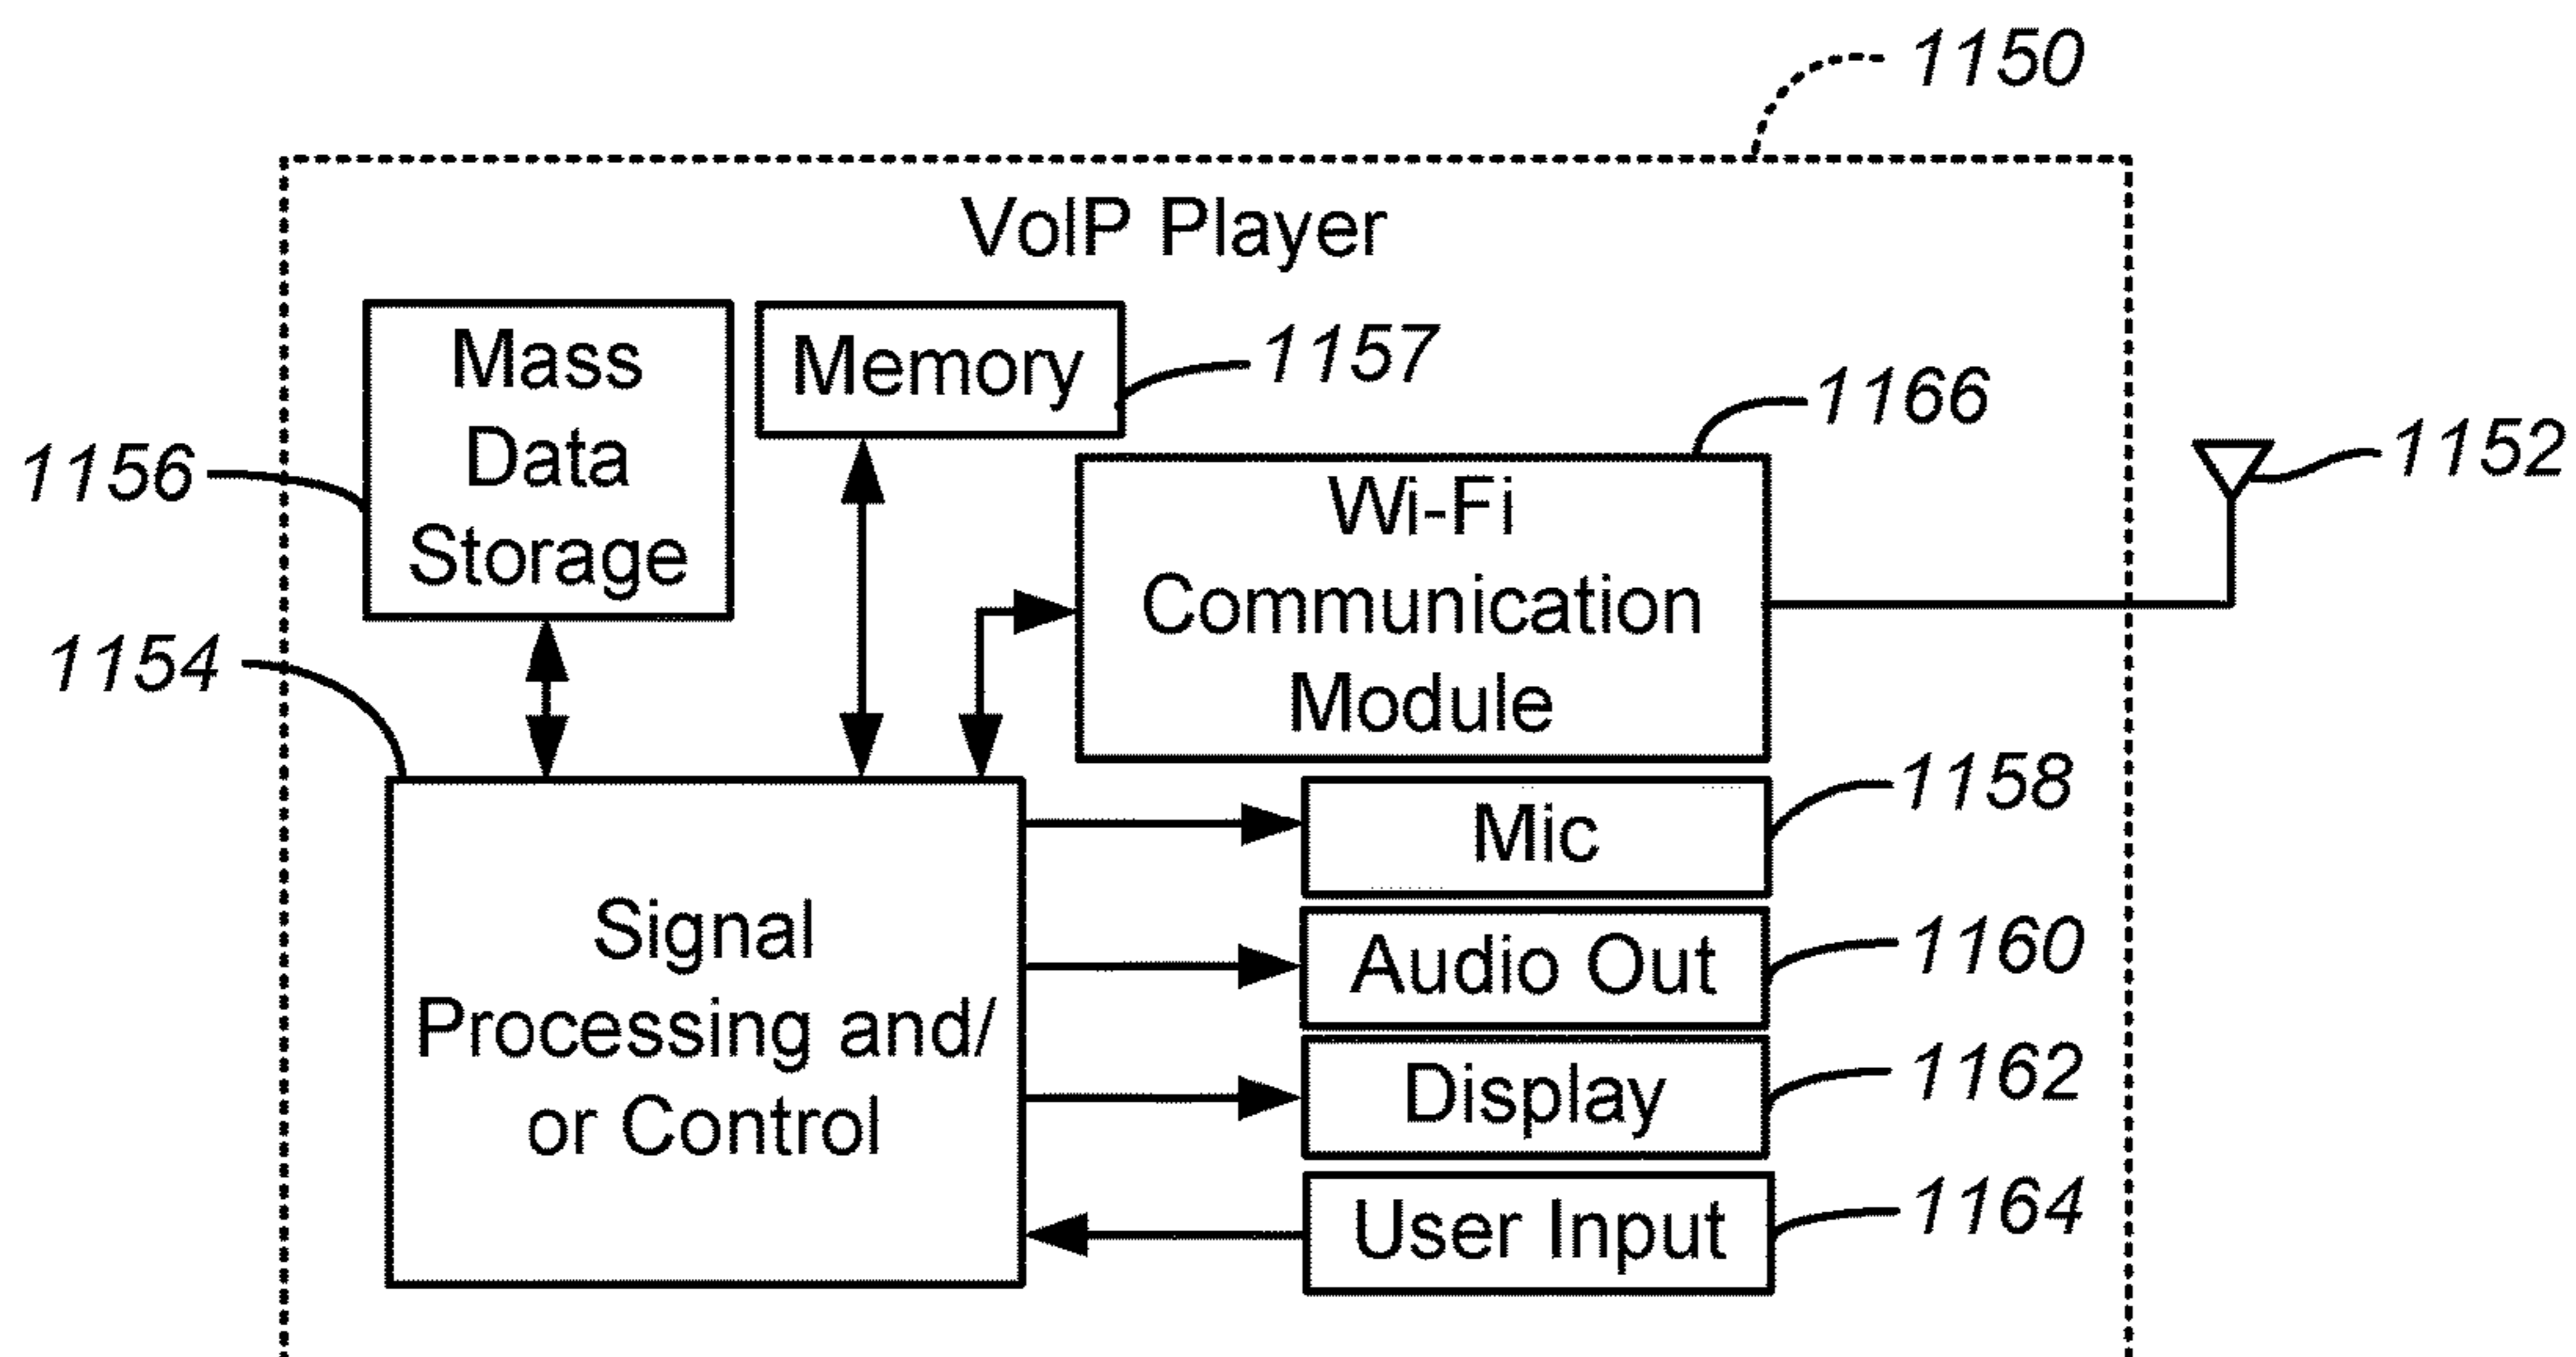 1150
VoIP Player
Mass
Data
Storage
Memory
1157
1166
1156
Wi-Fi
Communication
Module
1152
1154
1158
Mic
Signal
Processing and/
or Control
Audio Out
1160
Display
1162
User Input
1164